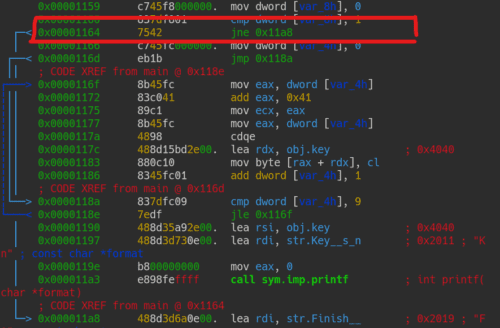 0x00001159 c745f8000000. mov dword [var_8h], 0
0x00001160 837df801 cmp dword [var_8h], 1
0x00001164 7542 jne 0x11a8
0x00001166 c745fc000000. mov dword [var_4h], 0
0x0000116d eb1b jmp 0x118a
; CODE XREF from main @ 0x118e
0x0000116f 8b45fc mov eax, dword [var_4h]
0x00001172 83c041 add eax, 0x41
0x00001175 89c1 mov ecx, eax
0x00001177 8b45fc mov eax, dword [var_4h]
0x0000117a 4898 cdqe
0x0000117c 488d15bd2e00. lea rdx, obj.key ; 0x4040
0x00001183 880c10 mov byte [rax + rdx], cl
0x00001186 8345fc01 add dword [var_4h], 1
; CODE XREF from main @ 0x116d
0x0000118a 837dfc09 cmp dword [var_4h], 9
0x0000118e 7edf jle 0x116f
0x00001190 488d35a92e00. lea rsi, obj.key ; 0x4040
0x00001197 488d3d730e00. lea rdi, str.Key__s_n ; 0x2011 ; "K
n" ; const char *format
0x0000119e b800000000 mov eax, 0
0x000011a3 e898feffff call sym.imp.printf ; int printf(
char *format)
; CODE XREF from main @ 0x1164
0x000011a8 488d3d6a0e00. lea rdi, str.Finish__ ; 0x2019 ; "F